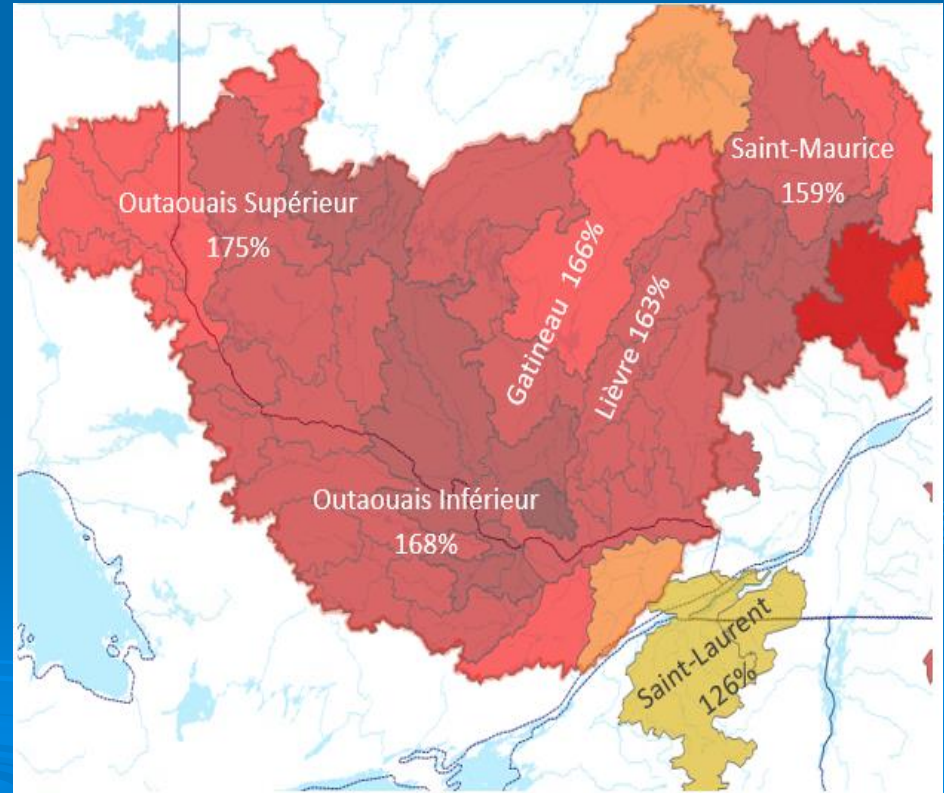 Saint-Maurice
159%
Outaouais Supérieur
175%
Gatineau 166%
Lièvre 163%
Outaouais Inférieur
168%
Saint-Laurent
126%